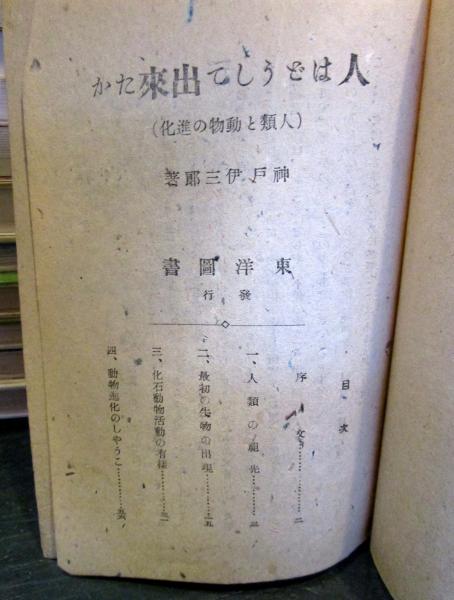 人はどうして出來たか
(人類と動物の進化)
神戸伊三郎著
東洋圖書
發行
目次
序文……
一、人類の祖先……三
二、最初の生物の出現……
三、化石動物活動の有樣……
四、動物進化のしやうこ……